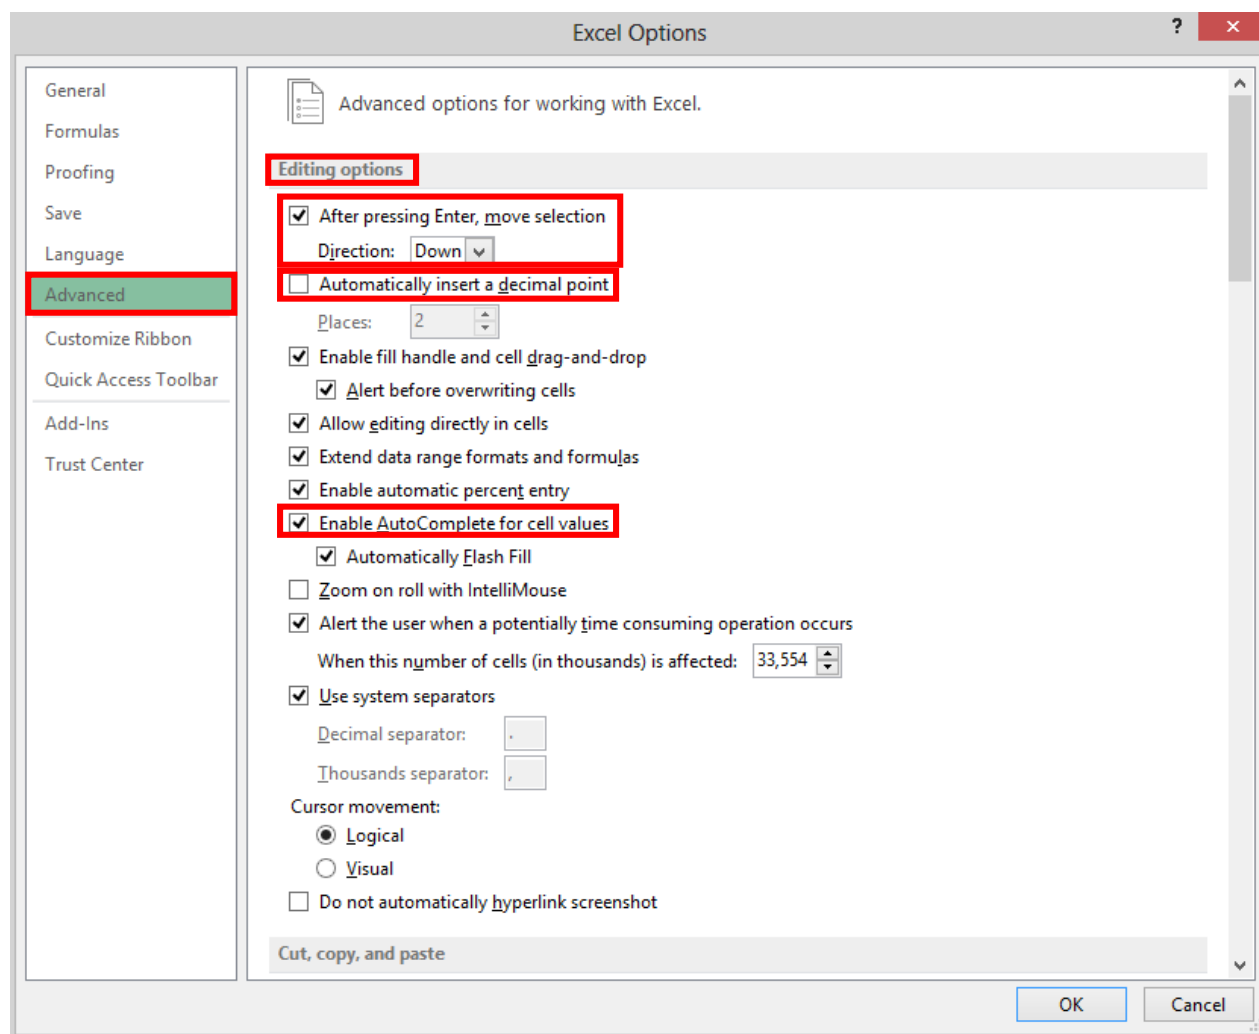 Excel Options
?
General
Formulas
Proofing
Save
Language
Advanced
Customize Ribbon
Quick Access Toolbar
Add-Ins
Trust Center
Advanced options for working with Excel.
Editing options
After pressing Enter, move selection
Direction: Down
Automatically insert a decimal point
Places: 2
Enable fill handle and cell drag-and-drop
Alert before overwriting cells
Allow editing directly in cells
Extend data range formats and formulas
Enable automatic percent entry
Enable AutoComplete for cell values
Automatically Flash Fill
Zoom on roll with IntelliMouse
Alert the user when a potentially time consuming operation occurs
When this number of cells (in thousands) is affected: 33,554
Use system separators
Decimal separator: .
Thousands separator: ,
Cursor movement:
Logical
Visual
Do not automatically hyperlink screenshot
Cut, copy, and paste
OK Cancel